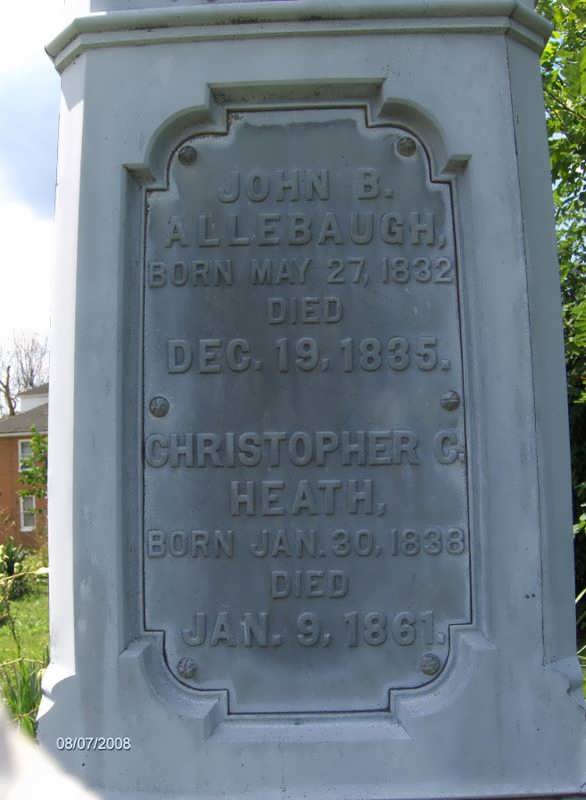 JOHN B.
ALLEBAUGH,
BORN MAY 27, 1832
DIED
DEC. 19, 1835.
CHRISTOPHER C.
HEATH,
BORN JAN. 30, 1838
DIED
JAN. 9, 1861.
08/07/2008